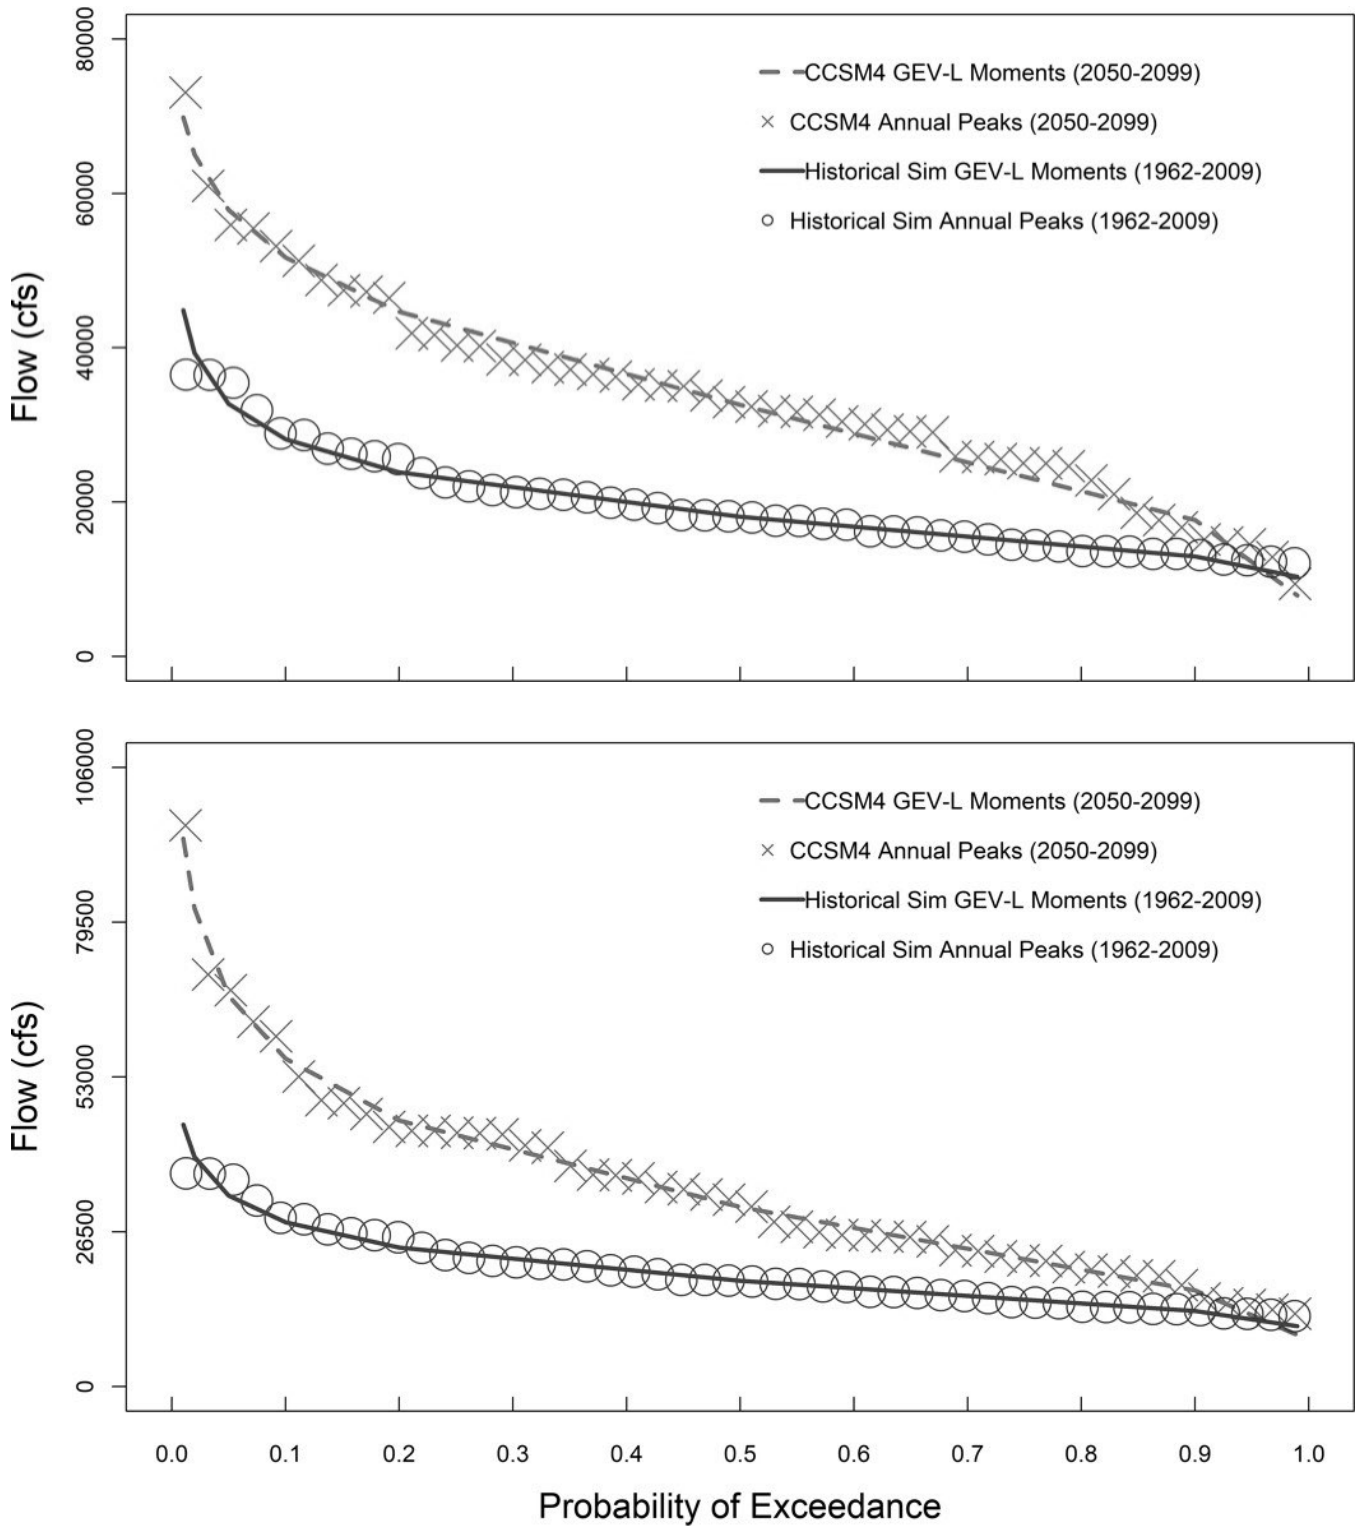 80000
60000
40000
20000
0
Flow (cfs)
CCSM4 GEV-L Moments (2050-2099)
CCSM4 Annual Peaks (2050-2099)
Historical Sim GEV-L Moments (1962-2009)
Historical Sim Annual Peaks (1962-2009)
106000
79500
53000
26500
0
Flow (cfs)
CCSM4 GEV-L Moments (2050-2099)
CCSM4 Annual Peaks (2050-2099)
Historical Sim GEV-L Moments (1962-2009)
Historical Sim Annual Peaks (1962-2009)
0.0 0.1 0.2 0.3 0.4 0.5 0.6 0.7 0.8 0.9 1.0
Probability of Exceedance